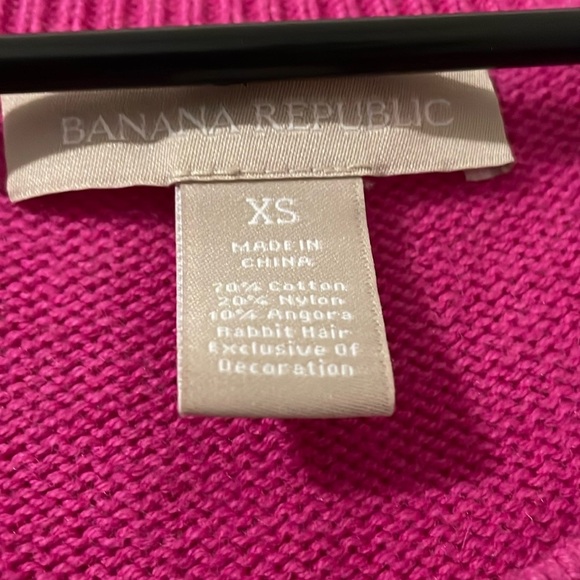 BANANA REPUBLIC
XS
MADE IN
CHINA
70% Cotton
20% Nylon
10% Angora
Rabbit Hair
Exclusive Of
Decoration